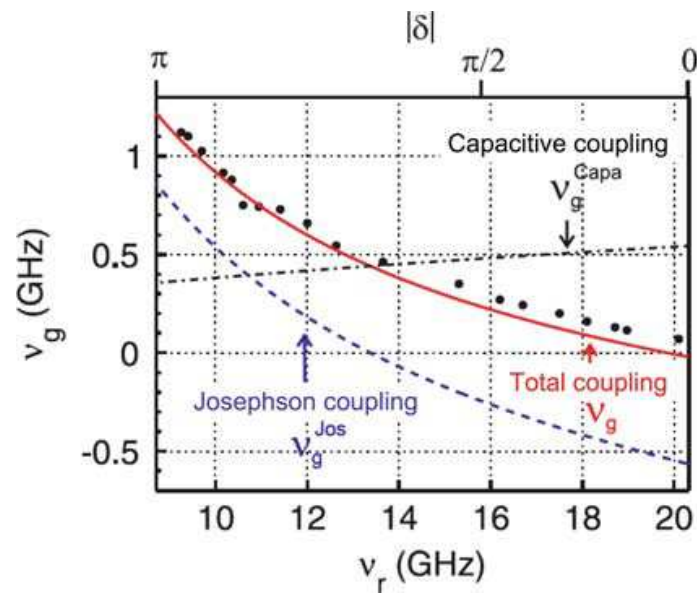 |δ|
π π/2 0
Capacitive coupling
ν_g^Capa
1
0.5
0
-0.5
ν_g (GHz)
Josephson coupling
ν_g^Jos
Total coupling
ν_g
10 12 14 16 18 20
ν_r (GHz)